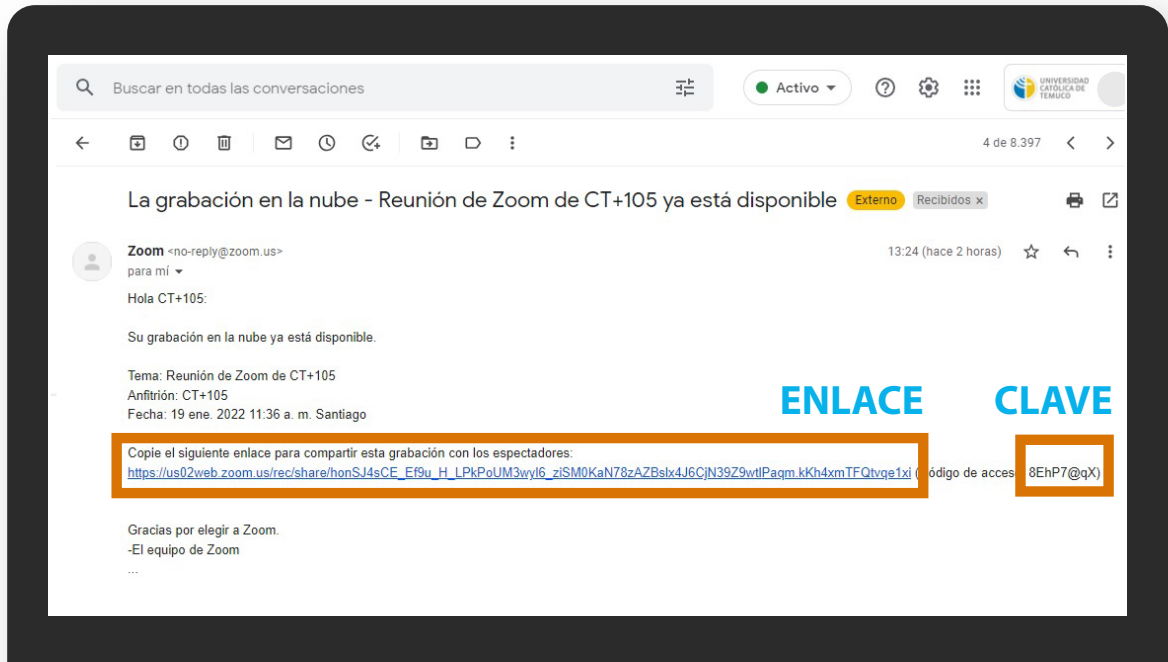 Buscar en todas las conversaciones
Activo
UNIVERSIDAD
CATÓLICA DE
TEMUCO
4 de 8.397
La grabación en la nube - Reunión de Zoom de CT+105 ya está disponible Externo Recibidos x
Zoom <no-reply@zoom.us>
13:24 (hace 2 horas)
para mí
Hola CT+105:
Su grabación en la nube ya está disponible.
Tema: Reunión de Zoom de CT+105
Anfitrión: CT+105
Fecha: 19 ene. 2022 11:36 a. m. Santiago
ENLACE CLAVE
Copie el siguiente enlace para compartir esta grabación con los espectadores:
https://us02web.zoom.us/rec/share/honSJ4sCE_Ef9u_H_LPkPoUM3wyI6_ziSM0KaN78zAZBslx4J6CjN39Z9wtlPaqm.kKh4xmTFQtvqe1xi ( ódigo de acces 8EhP7@qX)
Gracias por elegir a Zoom.
-El equipo de Zoom
...